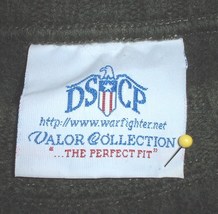 DSCP
http://www.warfighter.net
VALOR COLLECTION
"...THE PERFECT FIT"